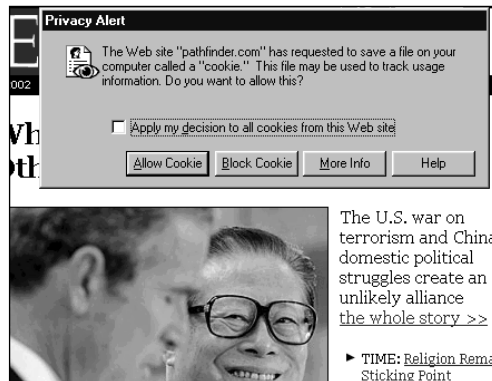 E
Privacy Alert
The Web site "pathfinder.com" has requested to save a file on your
computer called a "cookie." This file may be used to track usage
information. Do you want to allow this?
002
Apply my decision to all cookies from this Web site
Allow Cookie
Block Cookie
More Info
Help
Wh
Oth
The U.S. war on
terrorism and China
domestic political
struggles create an
unlikely alliance
the whole story >>
► TIME: Religion Rema
Sticking Point